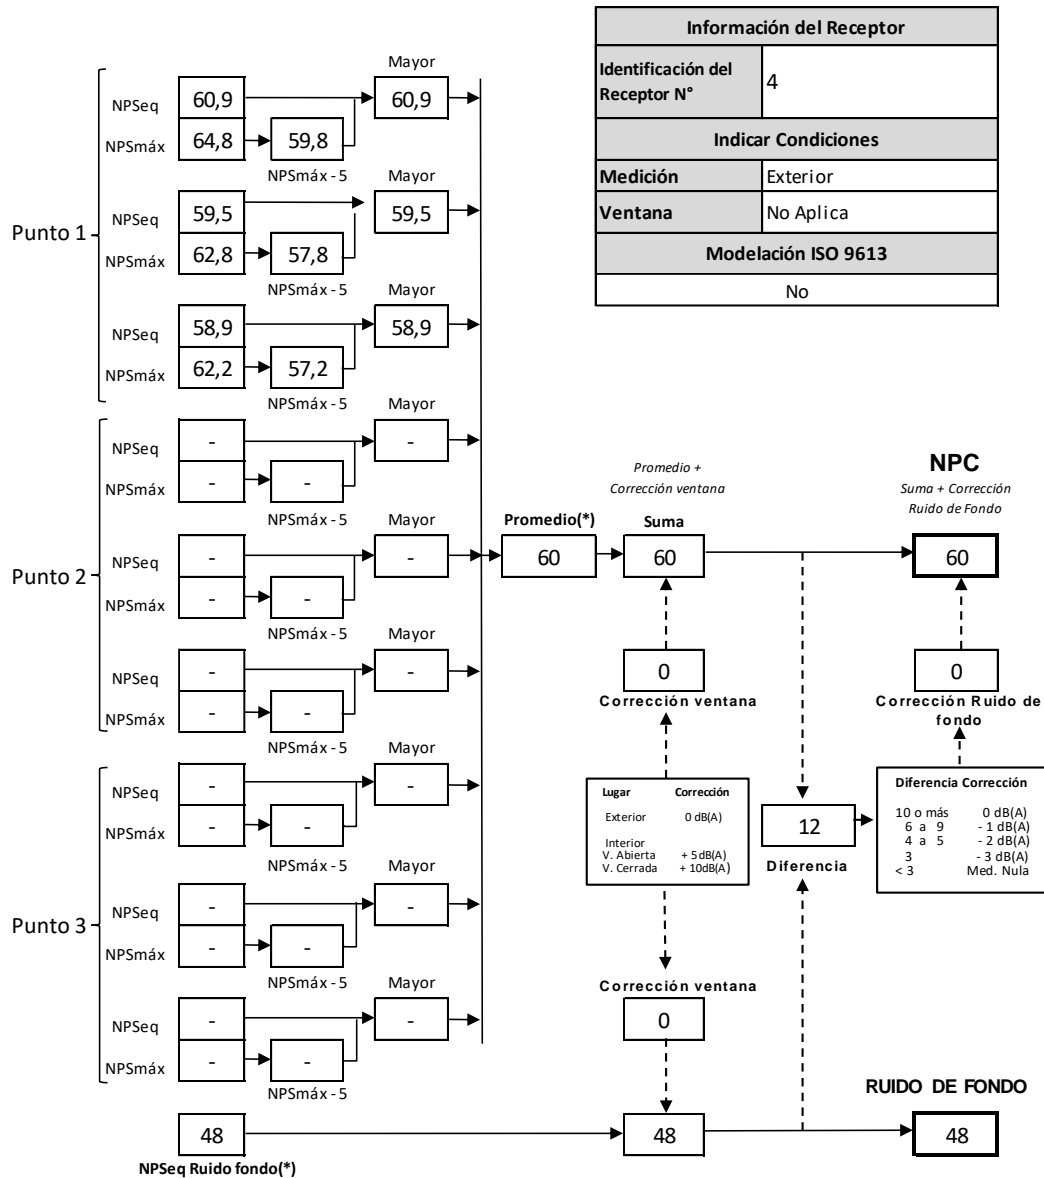 Información del Receptor
Identificación del Receptor N°
4
Indicar Condiciones
Medición
Exterior
Ventana
No Aplica
Modelación ISO 9613
No
Punto 1
Mayor
NPSeq
60,9
60,9
NPSmáx
64,8
59,8
NPSmáx - 5
Mayor
NPSeq
59,5
59,5
NPSmáx
62,8
57,8
NPSmáx - 5
Mayor
NPSeq
58,9
58,9
NPSmáx
62,2
57,2
NPSmáx - 5
Punto 2
Mayor
NPSeq
-
-
NPSmáx
-
-
NPSmáx - 5
Mayor
NPSeq
-
-
NPSmáx
-
-
NPSmáx - 5
Mayor
NPSeq
-
-
NPSmáx
-
-
NPSmáx - 5
Punto 3
Mayor
NPSeq
-
-
NPSmáx
-
-
NPSmáx - 5
Mayor
NPSeq
-
-
NPSmáx
-
-
NPSmáx - 5
Mayor
NPSeq
-
-
NPSmáx
-
-
NPSmáx - 5
48
NPSeq Ruido fondo(*)
Promedio(*)
60
Promedio +
Corrección ventana
Suma
60
0
Corrección ventana
Lugar Corrección
Exterior 0 dB(A)
Interior
V. Abierta + 5dB(A)
V. Cerrada + 10dB(A)
Corrección ventana
0
48
12
Diferencia
NPC
Suma + Corrección
Ruido de Fondo
60
0
Corrección Ruido de
fondo
Diferencia Corrección
10 o más 0 dB(A)
6 a 9 - 1 dB(A)
4 a 5 - 2 dB(A)
3 - 3 dB(A)
< 3 Med. Nula
RUIDO DE FONDO
48